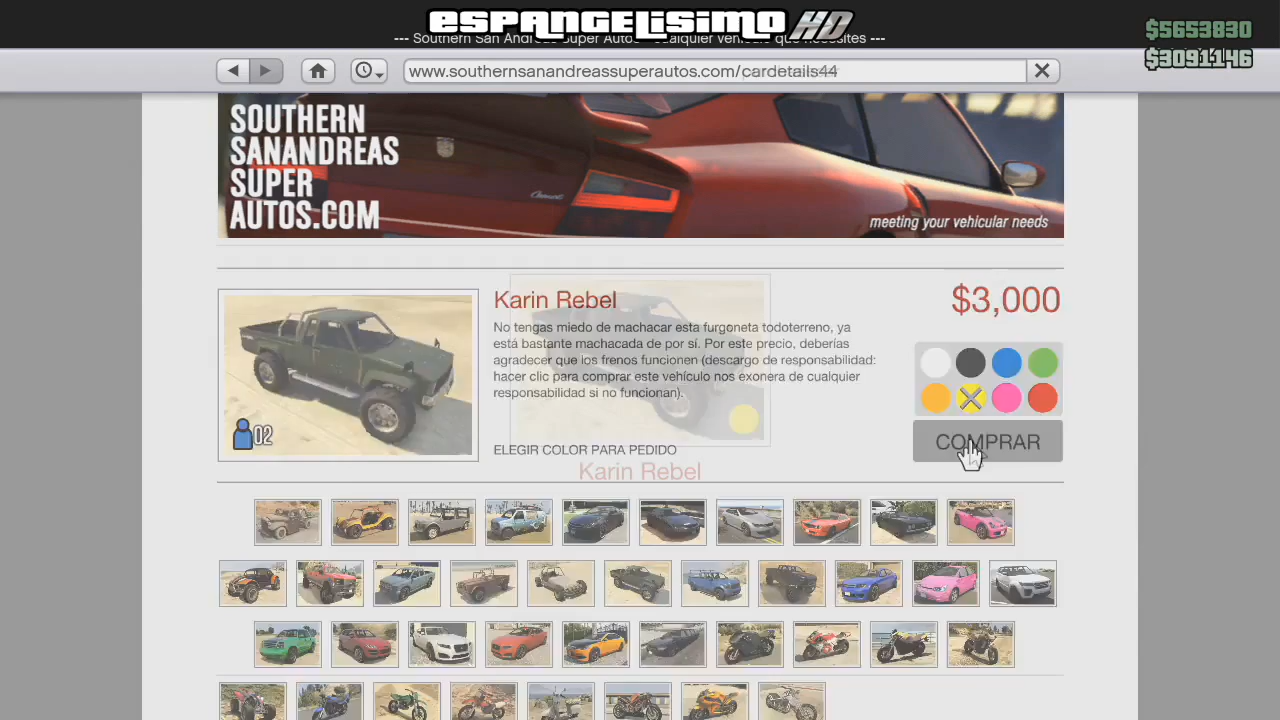 ESPANGELISIMO HD
--- Southern San Andreas Super Autos - Cualquier vehículo que necesites ---
$5653830
$3091146
www.southernsanandreassuperautos.com/cardetails44
SOUTHERN
SANANDREAS
SUPER
AUTOS.COM
meeting your vehicular needs
Karin Rebel
$3,000
No tengas miedo de machacar esta furgoneta todoterreno, ya
está bastante machacada de por sí. Por este precio, deberías
agradecer que los frenos funcionen (descargo de responsabilidad:
hacer clic para comprar este vehículo nos exonera de cualquier
responsabilidad si no funcionan).
02
ELEGIR COLOR PARA PEDIDO
COMPRAR
Karin Rebel